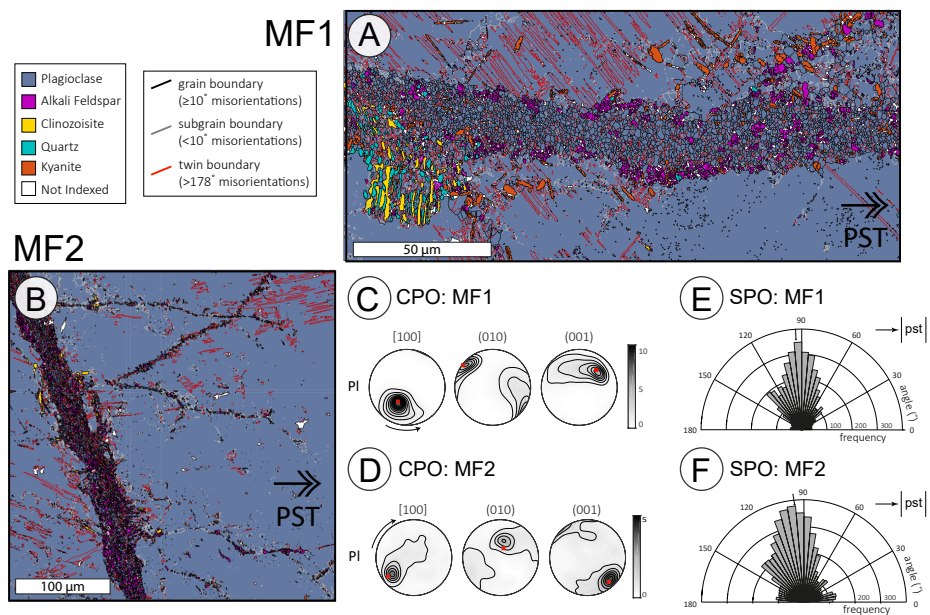 MF1
A
Plagioclase
Alkali Feldspar
Clinozoisite
Quartz
Kyanite
Not Indexed
grain boundary
(≥10° misorientations)
subgrain boundary
(<10° misorientations)
twin boundary
(>178° misorientations)
50 µm
PST
MF2
B
100 µm
PST
C CPO: MF1
[100] (010) (001)
Pl
10
5
0
D CPO: MF2
[100] (010) (001)
Pl
5
0
E SPO: MF1
pst
90
120 60
150 30
angle (°)
180 100 200 300 0
frequency
F SPO: MF2
pst
90
120 60
150 30
angle (°)
180 200 300 0
frequency